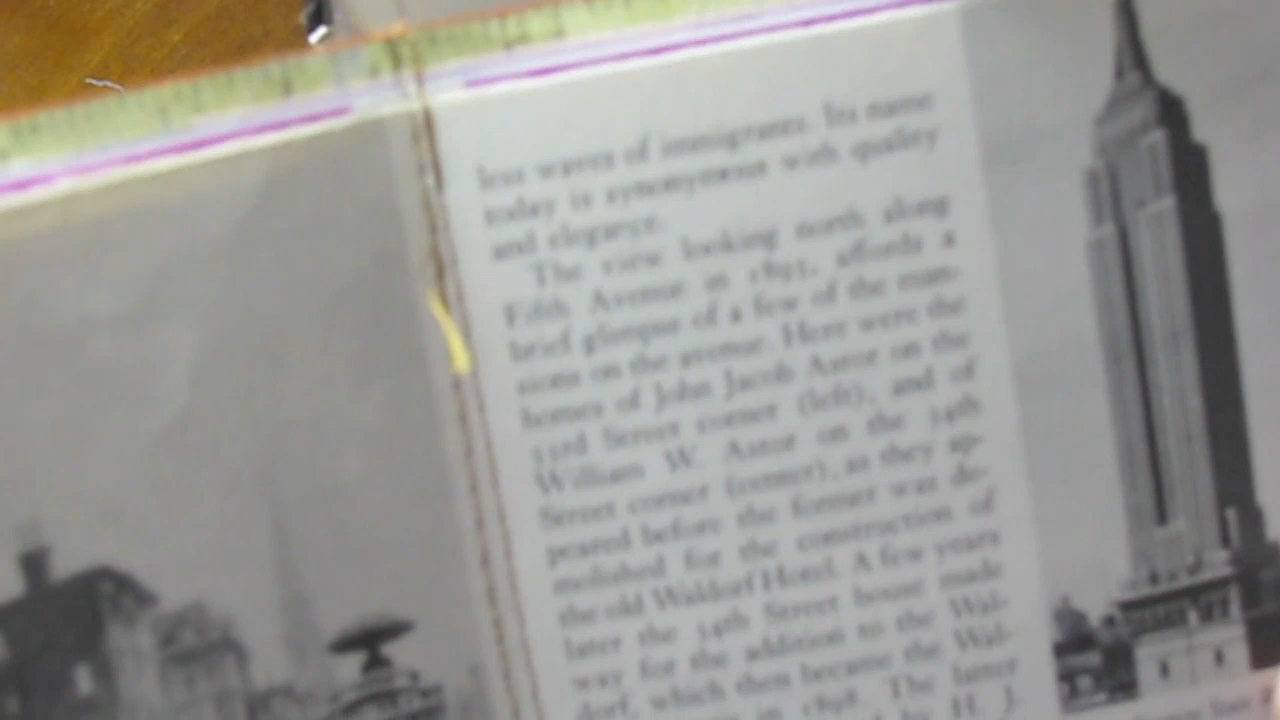 less waves of immigrants. Its name
today is synonymous with quality
and elegance.
The view looking north along
Fifth Avenue in 1893, affords a
brief glimpse of a few of the man-
sions on the avenue. Here were the
homes of John Jacob Astor on the
33rd Street corner (left), and of
William W. Astor on the 34th
Street corner (center), as they ap-
peared before the former was de-
molished for the construction of
the old Waldorf Hotel. A few years
later the 34th Street house made
way for the addition to the Wal-
dorf, which then became the Wal-
in 1898. The latter
by H. J.